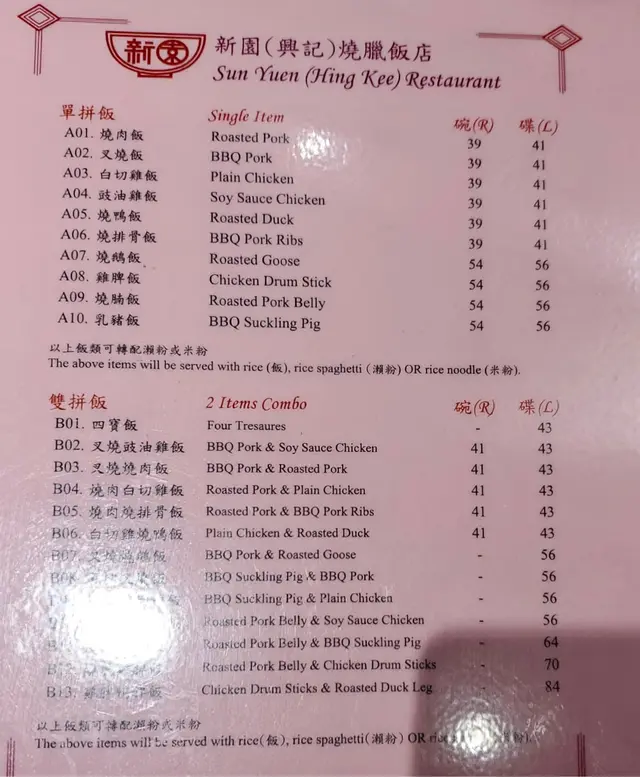 新園
新園(興記)燒臘飯店
Sun Yuen (Hing Kee) Restaurant
單拼飯 Single Item 碗(R) 碟(L)
A01. 燒肉飯 Roasted Pork 39 41
A02. 叉燒飯 BBQ Pork 39 41
A03. 白切雞飯 Plain Chicken 39 41
A04. 豉油雞飯 Soy Sauce Chicken 39 41
A05. 燒鴨飯 Roasted Duck 39 41
A06. 燒排骨飯 BBQ Pork Ribs 39 41
A07. 燒鵝飯 Roasted Goose 54 56
A08. 雞脾飯 Chicken Drum Stick 54 56
A09. 燒腩飯 Roasted Pork Belly 54 56
A10. 乳豬飯 BBQ Suckling Pig 54 56
以上飯類可轉配瀨粉或米粉
The above items will be served with rice (飯), rice spaghetti (瀨粉) OR rice noodle (米粉).
雙拼飯 2 Items Combo 碗(R) 碟(L)
B01. 四寶飯 Four Tresaures - 43
B02. 叉燒豉油雞飯 BBQ Pork & Soy Sauce Chicken 41 43
B03. 叉燒燒肉飯 BBQ Pork & Roasted Pork 41 43
B04. 燒肉白切雞飯 Roasted Pork & Plain Chicken 41 43
B05. 燒肉燒排骨飯 Roasted Pork & BBQ Pork Ribs 41 43
B06. 白切雞燒鴨飯 Plain Chicken & Roasted Duck 41 43
B07. 叉燒燒鵝飯 BBQ Pork & Roasted Goose - 56
B08. BBQ Suckling Pig & BBQ Pork - 56
BBQ Suckling Pig & Plain Chicken - 56
Roasted Pork Belly & Soy Sauce Chicken - 56
Roasted Pork Belly & BBQ Suckling Pig - 64
Roasted Pork Belly & Chicken Drum Sticks - 70
B13. Chicken Drum Sticks & Roasted Duck Leg - 84
以上飯類可轉配瀨粉或米粉
The above items will be served with rice(飯), rice spaghetti(瀨粉) OR